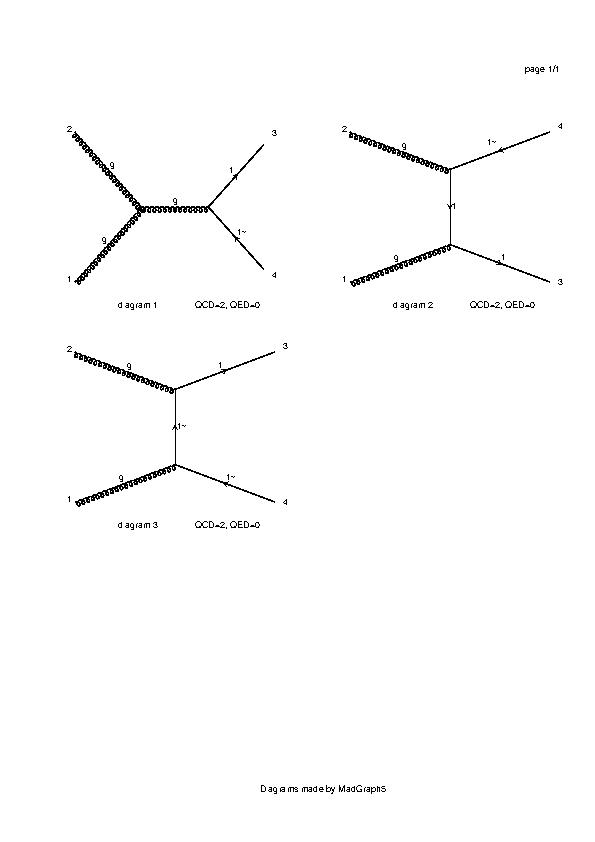 page 1/1
2
g
g
1
g
3
1
1~
4
diagram 1 QCD=2, QED=0
2
g
1~
4
1
g
1
1
3
diagram 2 QCD=2, QED=0
2
g
1
3
1~
g
1
1~
4
diagram 3 QCD=2, QED=0
Diagrams made by MadGraph5